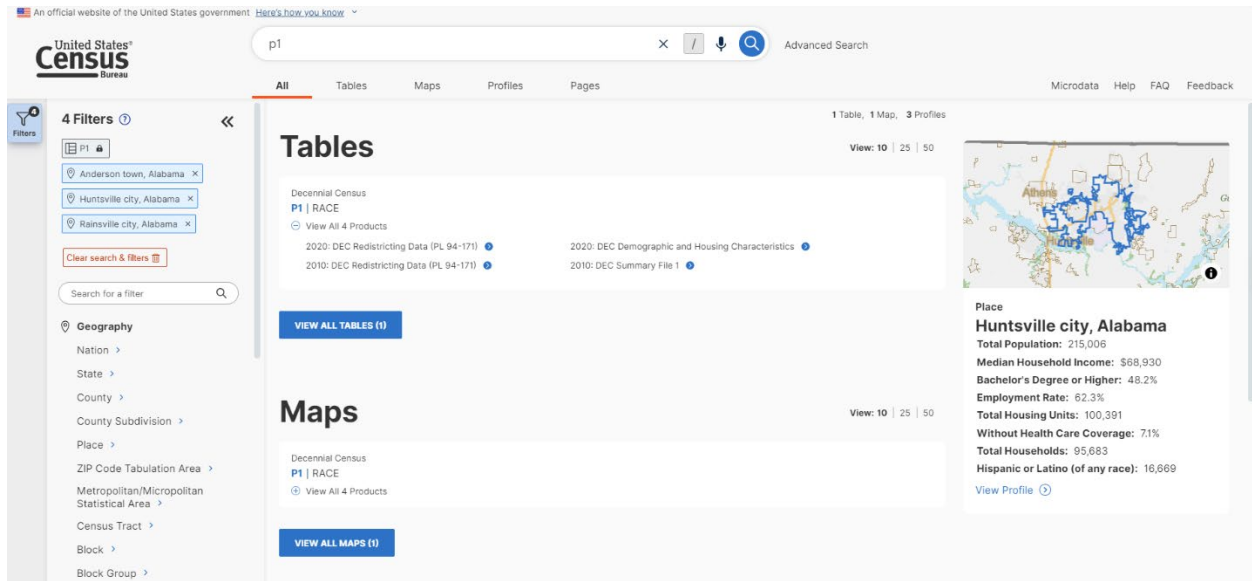 An official website of the United States government Here's how you know
United States®
Census
Bureau
p1
/
Advanced Search
All Tables Maps Profiles Pages
Microdata Help FAQ Feedback
4
Filters
4 Filters
P1
Anderson town, Alabama ×
Huntsville city, Alabama ×
Rainsville city, Alabama ×
Clear search & filters
Search for a filter
Geography
Nation
State
County
County Subdivision
Place
ZIP Code Tabulation Area
Metropolitan/Micropolitan
Statistical Area
Census Tract
Block
Block Group
1 Table, 1 Map, 3 Profiles
Tables
View: 10 | 25 | 50
Decennial Census
P1 | RACE
View All 4 Products
2020: DEC Redistricting Data (PL 94-171) 2020: DEC Demographic and Housing Characteristics
2010: DEC Redistricting Data (PL 94-171) 2010: DEC Summary File 1
VIEW ALL TABLES (1)
Maps
View: 10 | 25 | 50
Decennial Census
P1 | RACE
View All 4 Products
VIEW ALL MAPS (1)
Athens
Huntsville
Place
Huntsville city, Alabama
Total Population: 215,006
Median Household Income: $68,930
Bachelor's Degree or Higher: 48.2%
Employment Rate: 62.3%
Total Housing Units: 100,391
Without Health Care Coverage: 7.1%
Total Households: 95,683
Hispanic or Latino (of any race): 16,669
View Profile